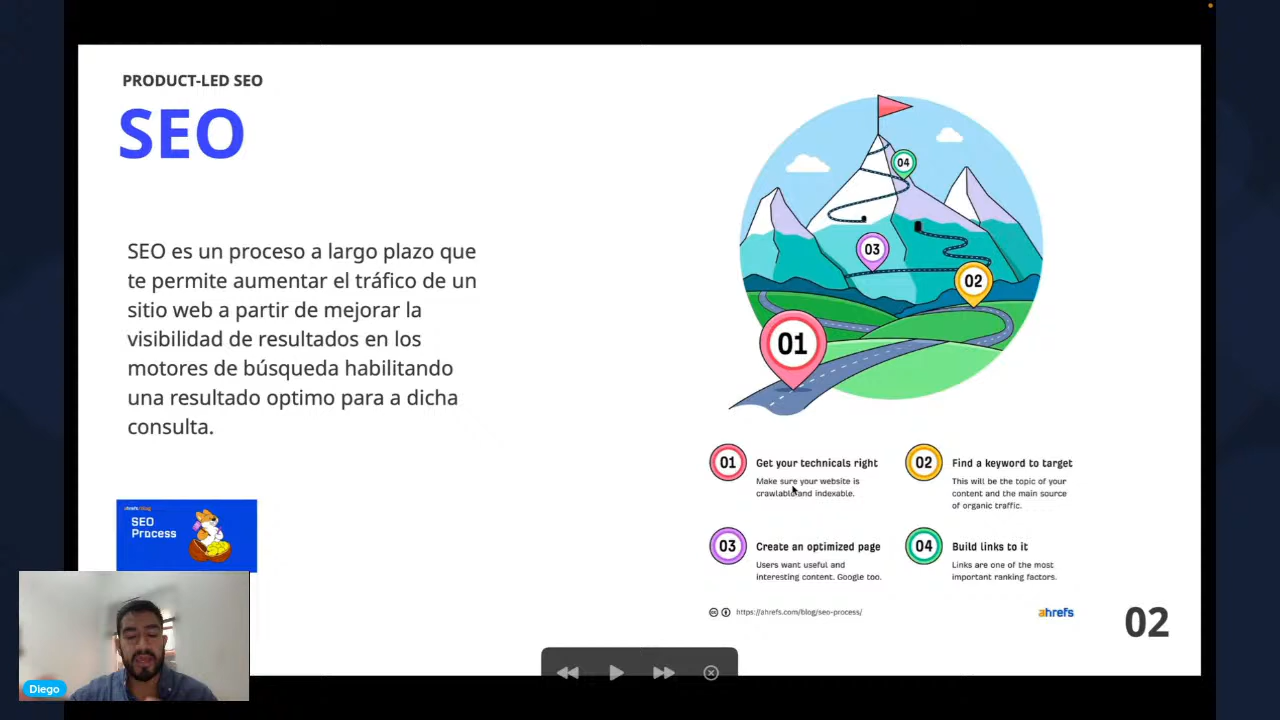 PRODUCT-LED SEO
SEO
SEO es un proceso a largo plazo que
te permite aumentar el tráfico de un
sitio web a partir de mejorar la
visibilidad de resultados en los
motores de búsqueda habilitando
una resultado optimo para a dicha
consulta.
ahrefs blog
SEO
Process
Diego
04
03
02
01
01
Get your technicals right
Make sure your website is
crawlable and indexable.
02
Find a keyword to target
This will be the topic of your
content and the main source
of organic traffic.
03
Create an optimized page
Users want useful and
interesting content. Google too.
04
Build links to it
Links are one of the most
important ranking factors.
https://ahrefs.com/blog/seo-process/
ahrefs
02